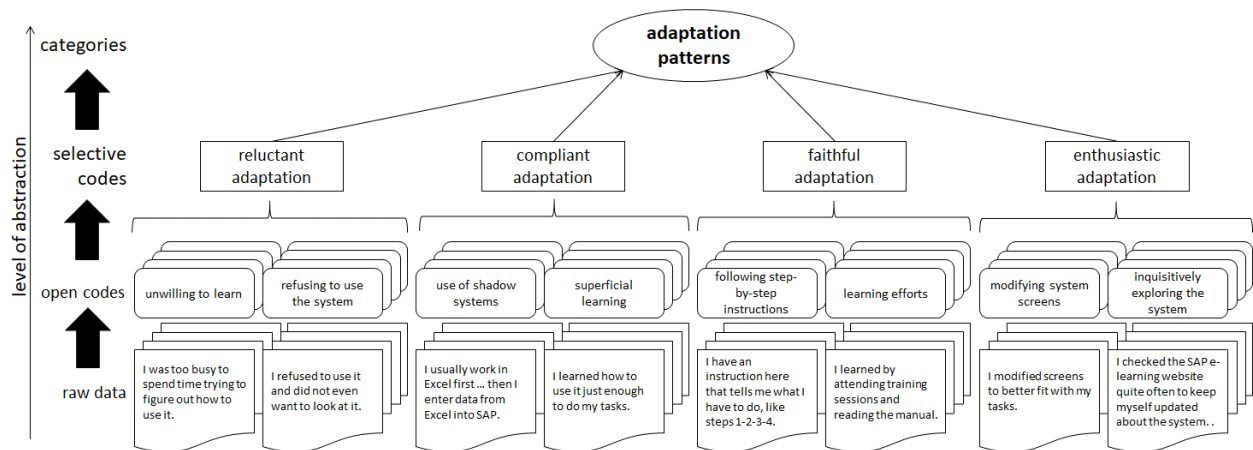 categories
adaptation
patterns
level of abstraction
selective
codes
reluctant
adaptation
compliant
adaptation
faithful
adaptation
enthusiastic
adaptation
open codes
unwilling to learn
refusing to use
the system
use of shadow
systems
superficial
learning
following step-
by-step
instructions
learning efforts
modifying system
screens
inquisitively
exploring the
system
raw data
I was too busy to
spend time trying to
figure out how to
use it.
I refused to use it
and did not even
want to look at it.
I usually work in
Excel first ... then I
enter data from
Excel into SAP.
I learned how to
use it just enough
to do my tasks.
I have an
instruction here
that tells me what I
have to do, like
steps 1-2-3-4.
I learned by
attending training
sessions and
reading the manual.
I modified screens
to better fit with my
tasks.
I checked the SAP e-
learning website
quite often to keep
myself updated
about the system. .